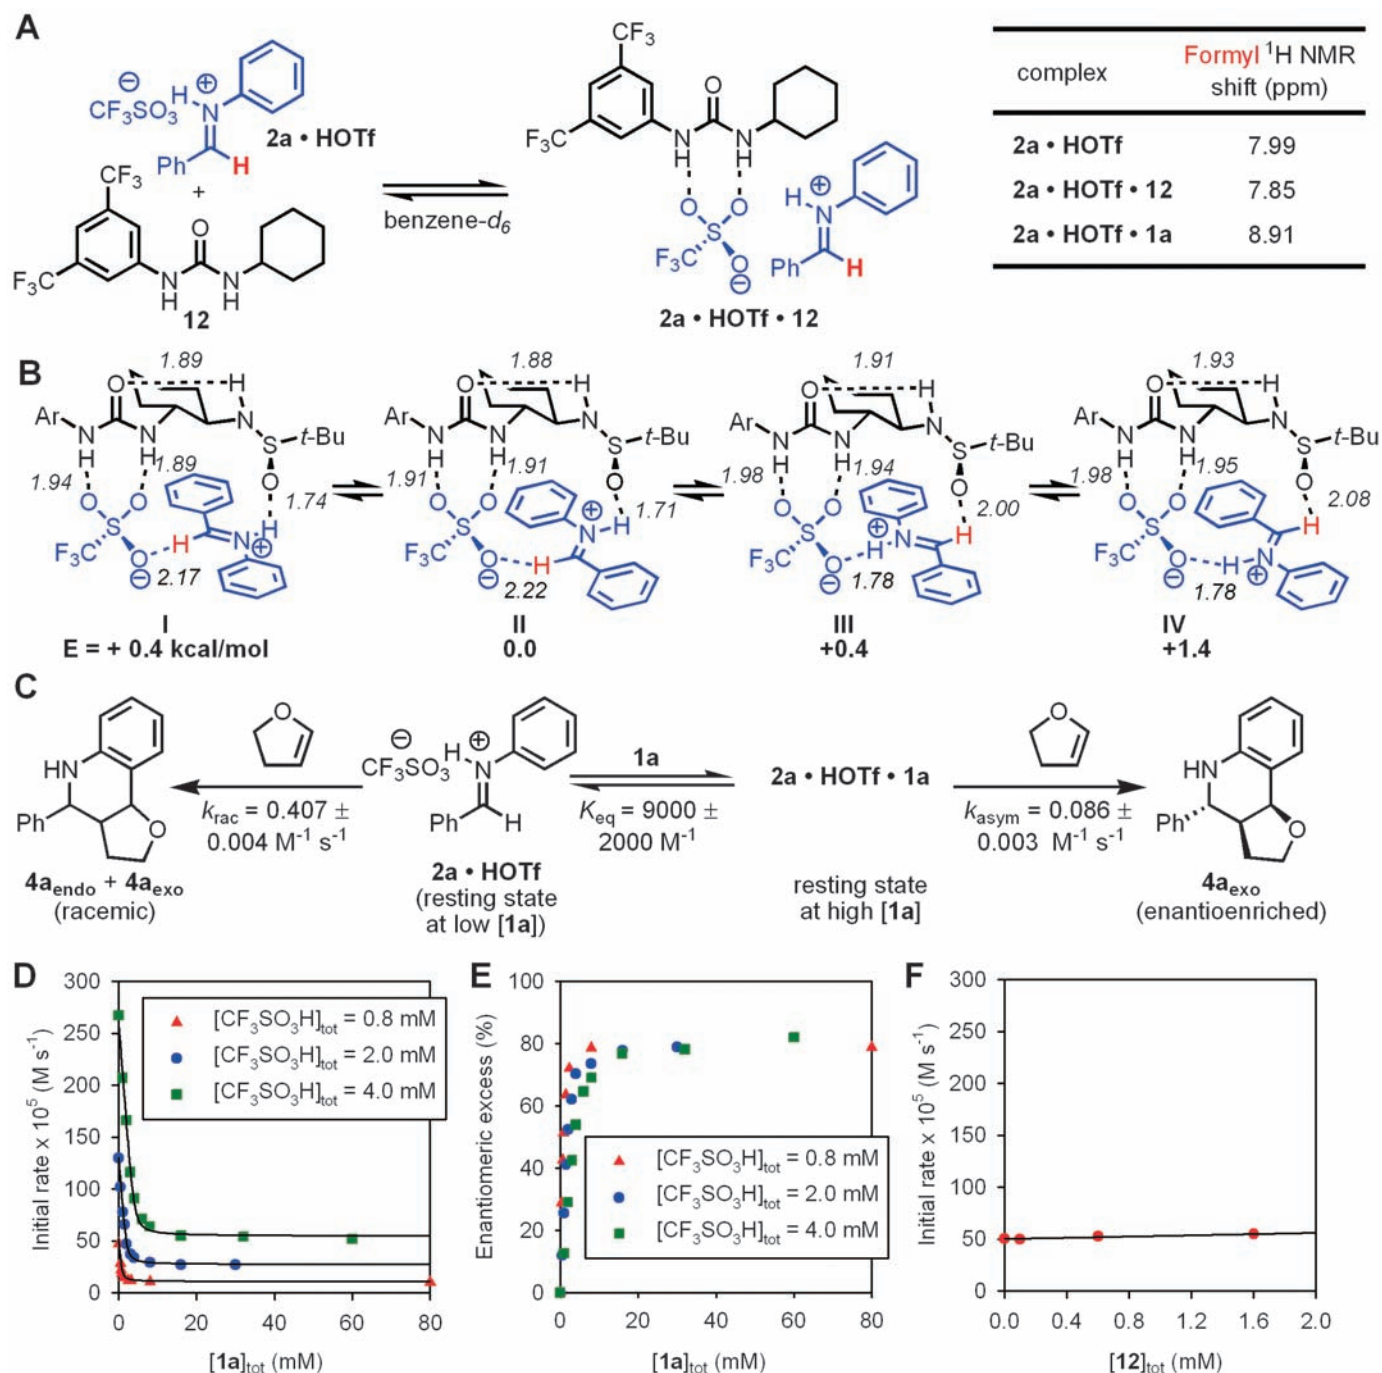 A
CF3
⊖
CF3SO3
H
⊕
N
2a • HOTf
Ph
H
+
CF3
F3C
O
N
H
N
H
12
benzene-d6
CF3
F3C
O
N
H
N
H
O
O
S
F3C
O
⊖
H
⊕
N
Ph
H
2a • HOTf • 12
complex
Formyl ¹H NMR
shift (ppm)
2a • HOTf 7.99
2a • HOTf • 12 7.85
2a • HOTf • 1a 8.91
B
1.89
O
H
Ar
N
H
N
H
N
S
t-Bu
O
1.94
1.89
1.74
O
O
S
F3C
O
⊖
H
N
H
⊕
2.17
I
E = + 0.4 kcal/mol
1.88
O
H
Ar
N
H
N
H
N
S
t-Bu
O
1.91
1.91
1.71
O
O
S
F3C
O
⊖
H
N
⊕
H
2.22
II
0.0
1.91
O
H
Ar
N
H
N
H
N
S
t-Bu
O
1.98
1.94
2.00
O
O
S
F3C
O
⊖
H
⊕
N
H
1.78
III
+0.4
1.93
O
H
Ar
N
H
N
H
N
S
t-Bu
O
1.98
1.95
2.08
O
O
S
F3C
O
⊖
H
N
⊕
H
1.78
IV
+1.4
C
HN
Ph
O
4aendo + 4aexo
(racemic)
O
krac = 0.407 ±
0.004 M-1 s-1
⊖
CF3SO3
H
⊕
N
Ph
H
2a • HOTf
(resting state
at low [1a])
1a
Keq = 9000 ±
2000 M-1
2a • HOTf • 1a
resting state
at high [1a]
O
kasym = 0.086 ±
0.003 M-1 s-1
HN
Ph
O
4aexo
(enantioenriched)
D
Initial rate x 10⁵ (M s-1)
300
250
200
150
100
50
0
[CF3SO3H]tot = 0.8 mM
[CF3SO3H]tot = 2.0 mM
[CF3SO3H]tot = 4.0 mM
0 20 40 60 80
[1a]tot (mM)
E
Enantiomeric excess (%)
100
80
60
40
20
0
[CF3SO3H]tot = 0.8 mM
[CF3SO3H]tot = 2.0 mM
[CF3SO3H]tot = 4.0 mM
0 20 40 60 80
[1a]tot (mM)
F
Initial rate x 10⁵ (M s-1)
300
250
200
150
100
50
0
0.0 0.4 0.8 1.2 1.6 2.0
[12]tot (mM)